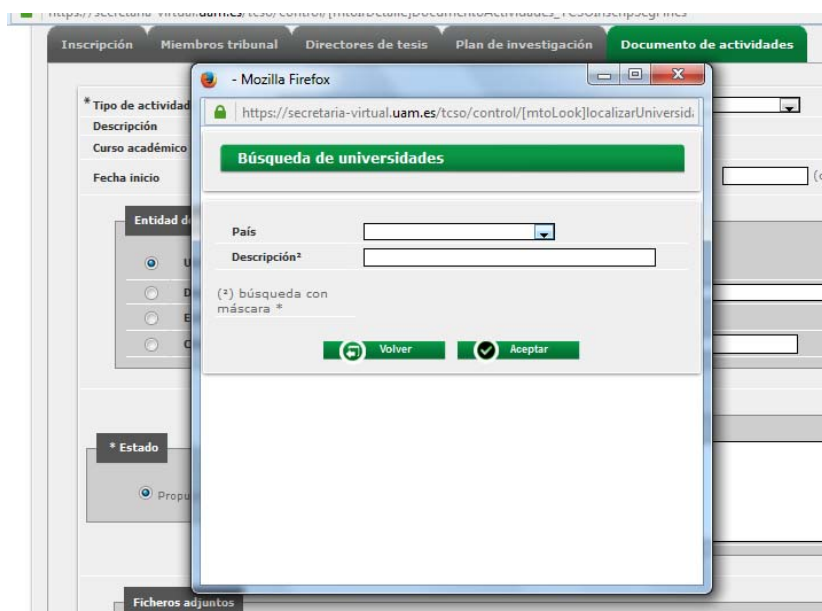 Inscripción Miembros tribunal Directores de tesis Plan de investigación Documento de actividades
- Mozilla Firefox
https://secretaria-virtual.uam.es/tcso/control/[mtoLook]localizarUniversid
* Tipo de actividad
Descripción
Curso académico
Fecha inicio
Búsqueda de universidades
Entidad d
País
Descripción²
(²) búsqueda con
máscara *
Volver Aceptar
* Estado
Propu
Ficheros adjuntos